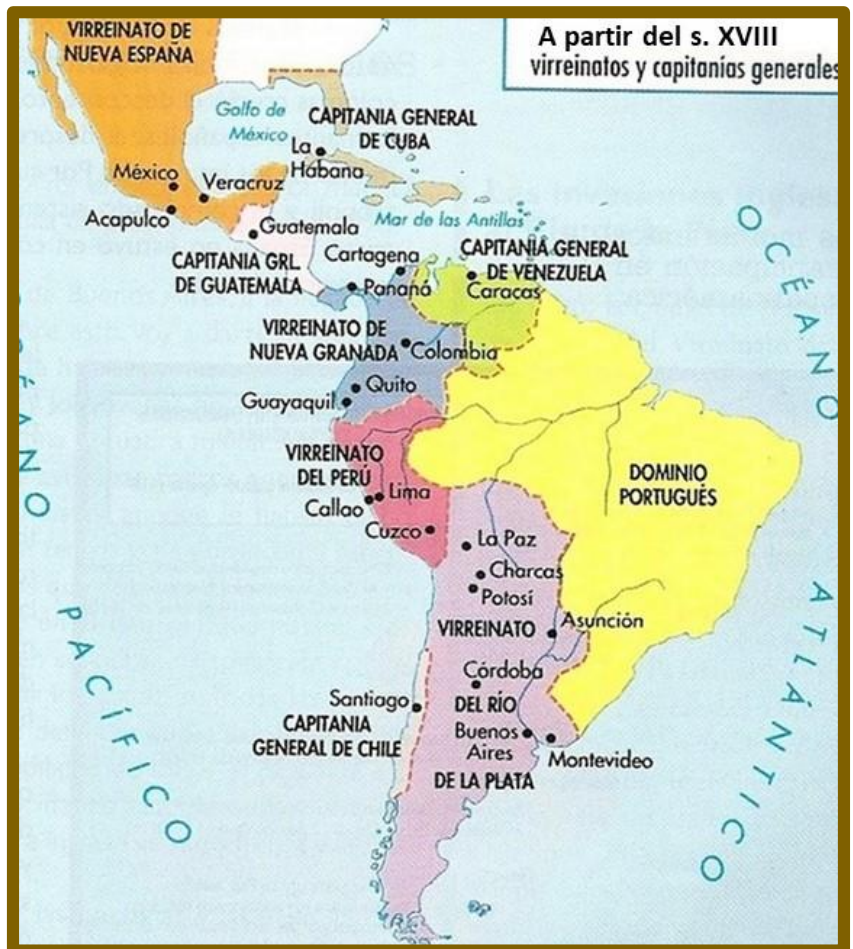 A partir del s. XVIII
virreinatos y capitanías generales
VIRREINATO DE
NUEVA ESPAÑA
Golfo de
México
CAPITANIA GENERAL
DE CUBA
La
Habana
México
Veracruz
Acapulco
Mar de las Antillas
Guatemala
CAPITANIA GRL.
DE GUATEMALA
Cartagena
CAPITANÍA GENERAL
DE VENEZUELA
Caracas
Pananá
VIRREINATO DE
NUEVA GRANADA
Colombia
Quito
Guayaquil
VIRREINATO
DEL PERÚ
Lima
Callao
Cuzco
DOMINIO
PORTUGUÉS
La Paz
Charcas
Potosí
VIRREINATO
Asunción
Córdoba
DEL RÍO
Santiago
CAPITANIA
GENERAL DE CHILE
Buenos
Aires
Montevideo
DE LA PLATA
OCÉANO
ATLÁNTICO
ÉANO
PACÍFICO